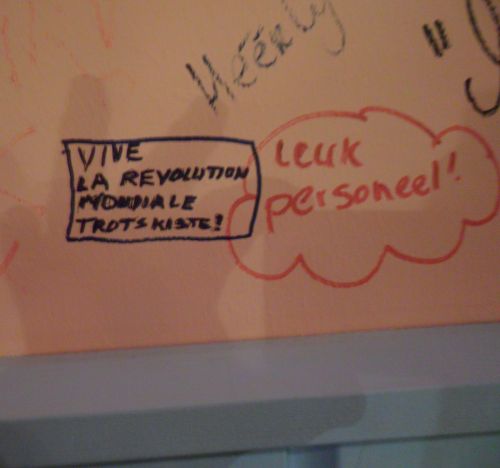 VIVE
LA REVOLUTION
MONDIALE
TROTSKISTE!
Leuk
personeel!